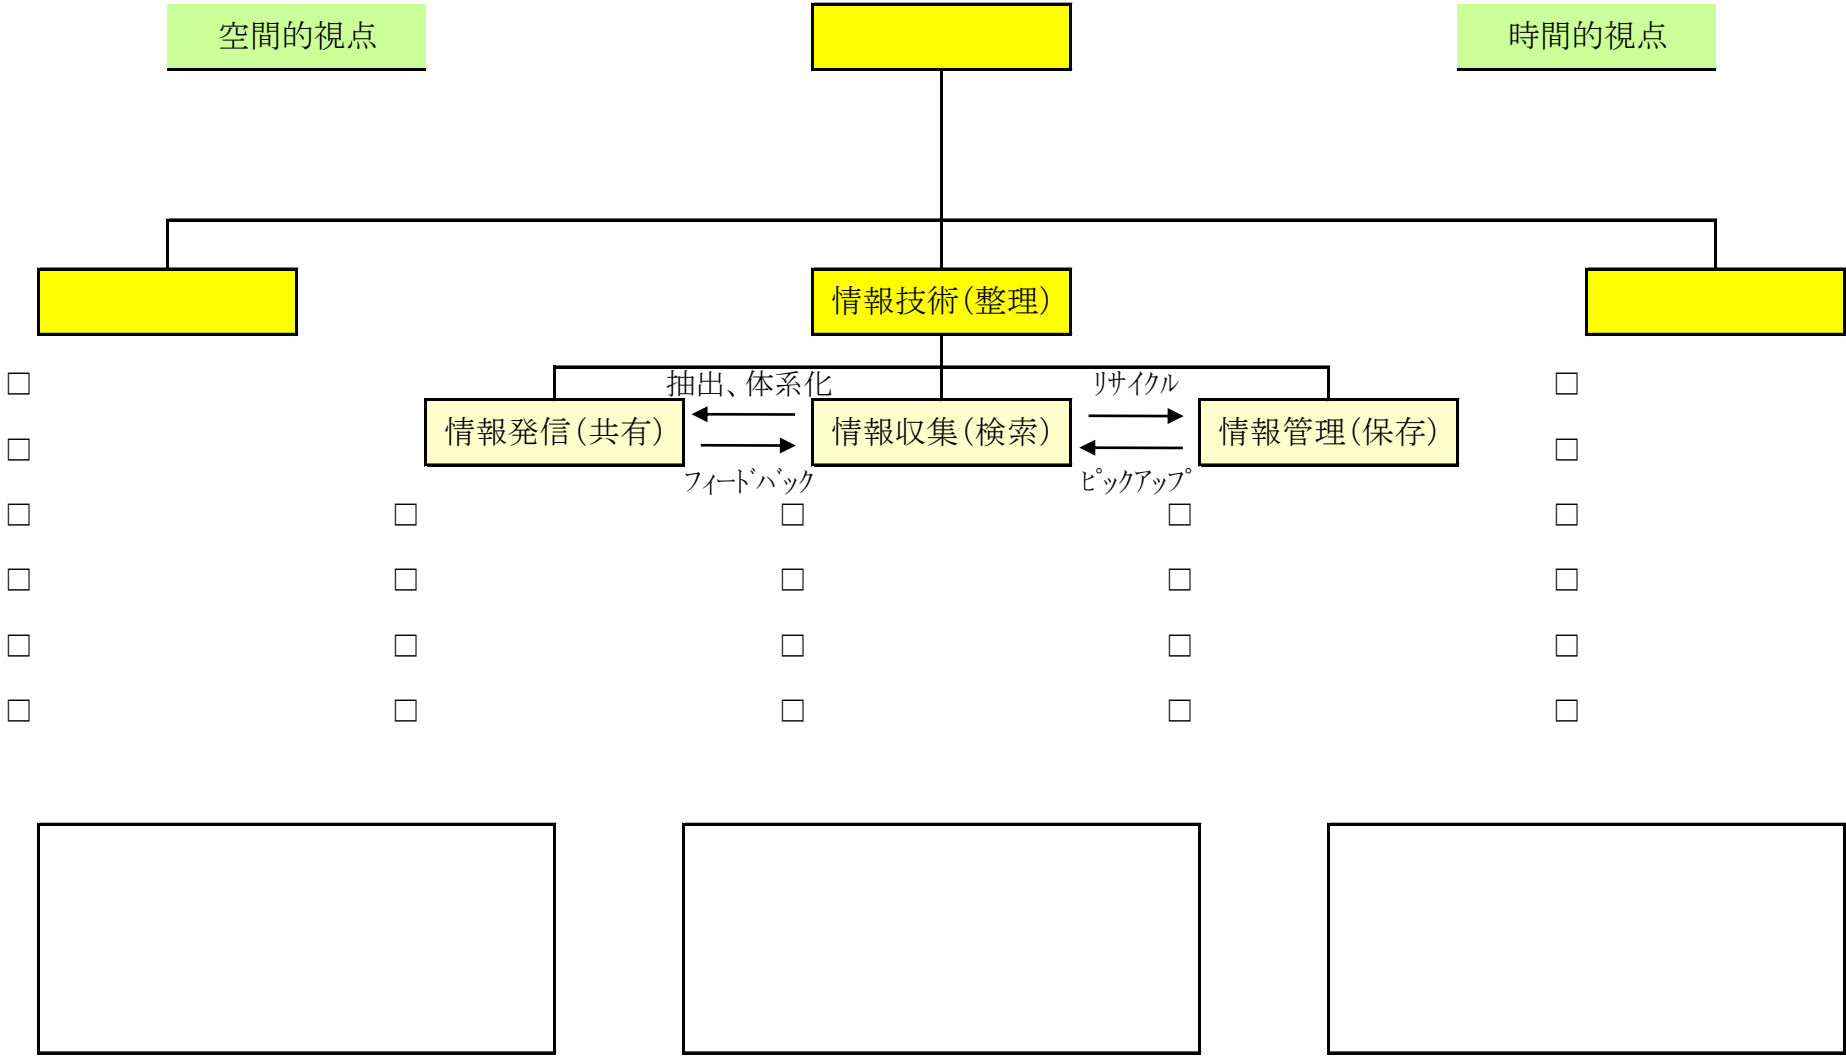 空間的視点
時間的視点
情報技術(整理)
抽出、体系化
ﾘｻｲｸﾙ
情報発信(共有)
情報収集(検索)
情報管理(保存)
ﾌｨｰﾄﾞﾊﾞｯｸ
ﾋﾟｯｸｱｯﾌﾟ